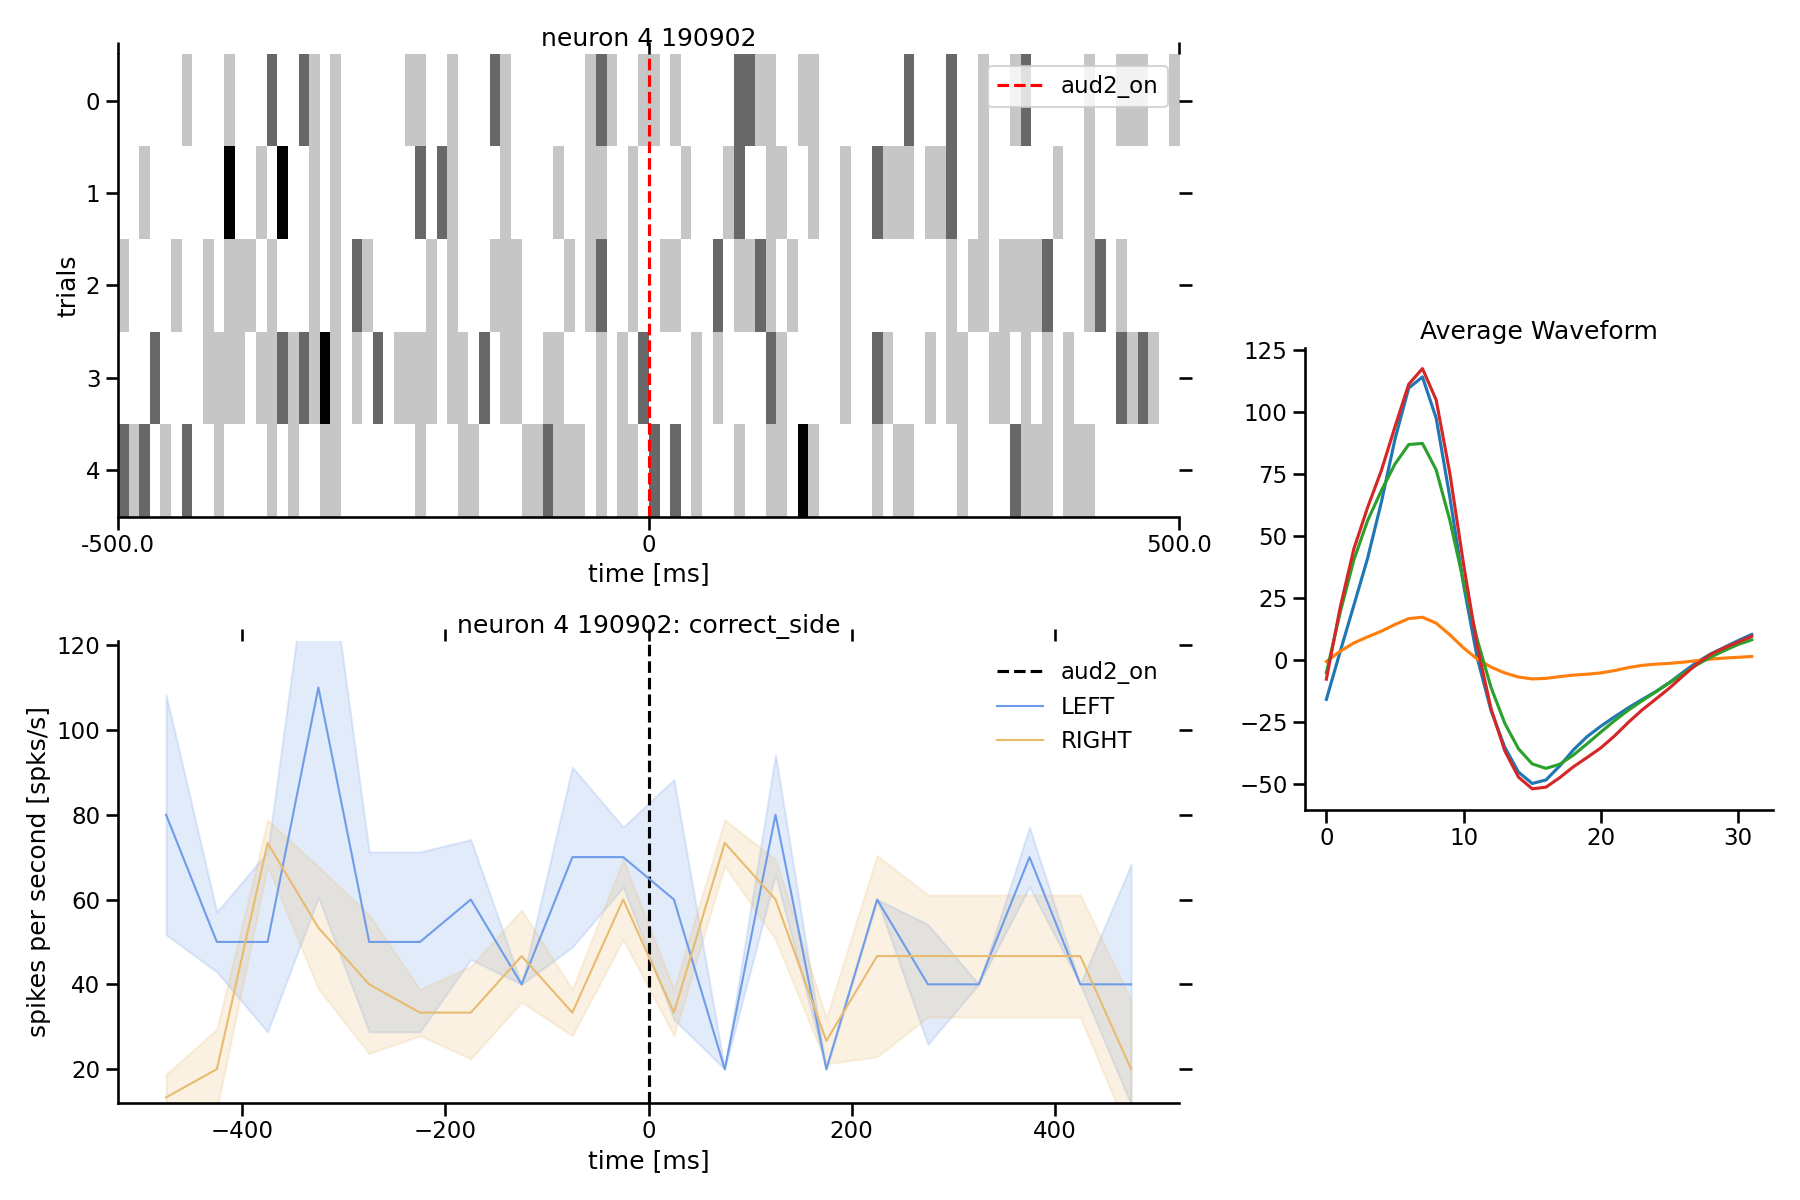 neuron 4 190902
aud2_on
trials
0
1
2
3
4
-500.0
0
500.0
time [ms]
neuron 4 190902: correct_side
aud2_on
LEFT
RIGHT
spikes per second [spks/s]
120
100
80
60
40
20
−400
−200
0
200
400
time [ms]
Average Waveform
125
100
75
50
25
0
−25
−50
0
10
20
30